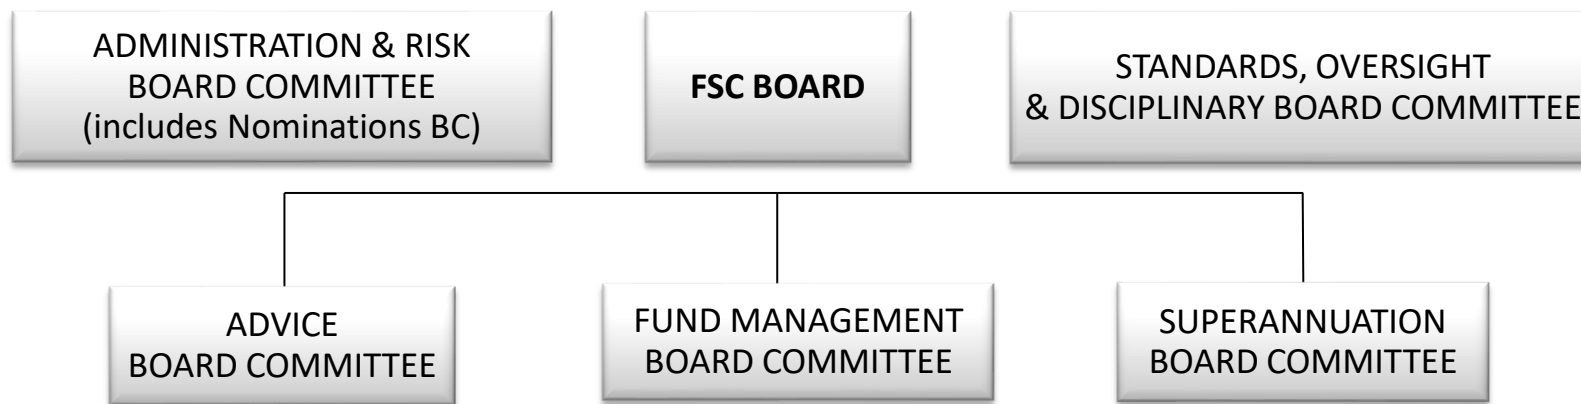 ADMINISTRATION & RISK
BOARD COMMITTEE
(includes Nominations BC)
FSC BOARD
STANDARDS, OVERSIGHT
& DISCIPLINARY BOARD COMMITTEE
ADVICE
BOARD COMMITTEE
FUND MANAGEMENT
BOARD COMMITTEE
SUPERANNUATION
BOARD COMMITTEE